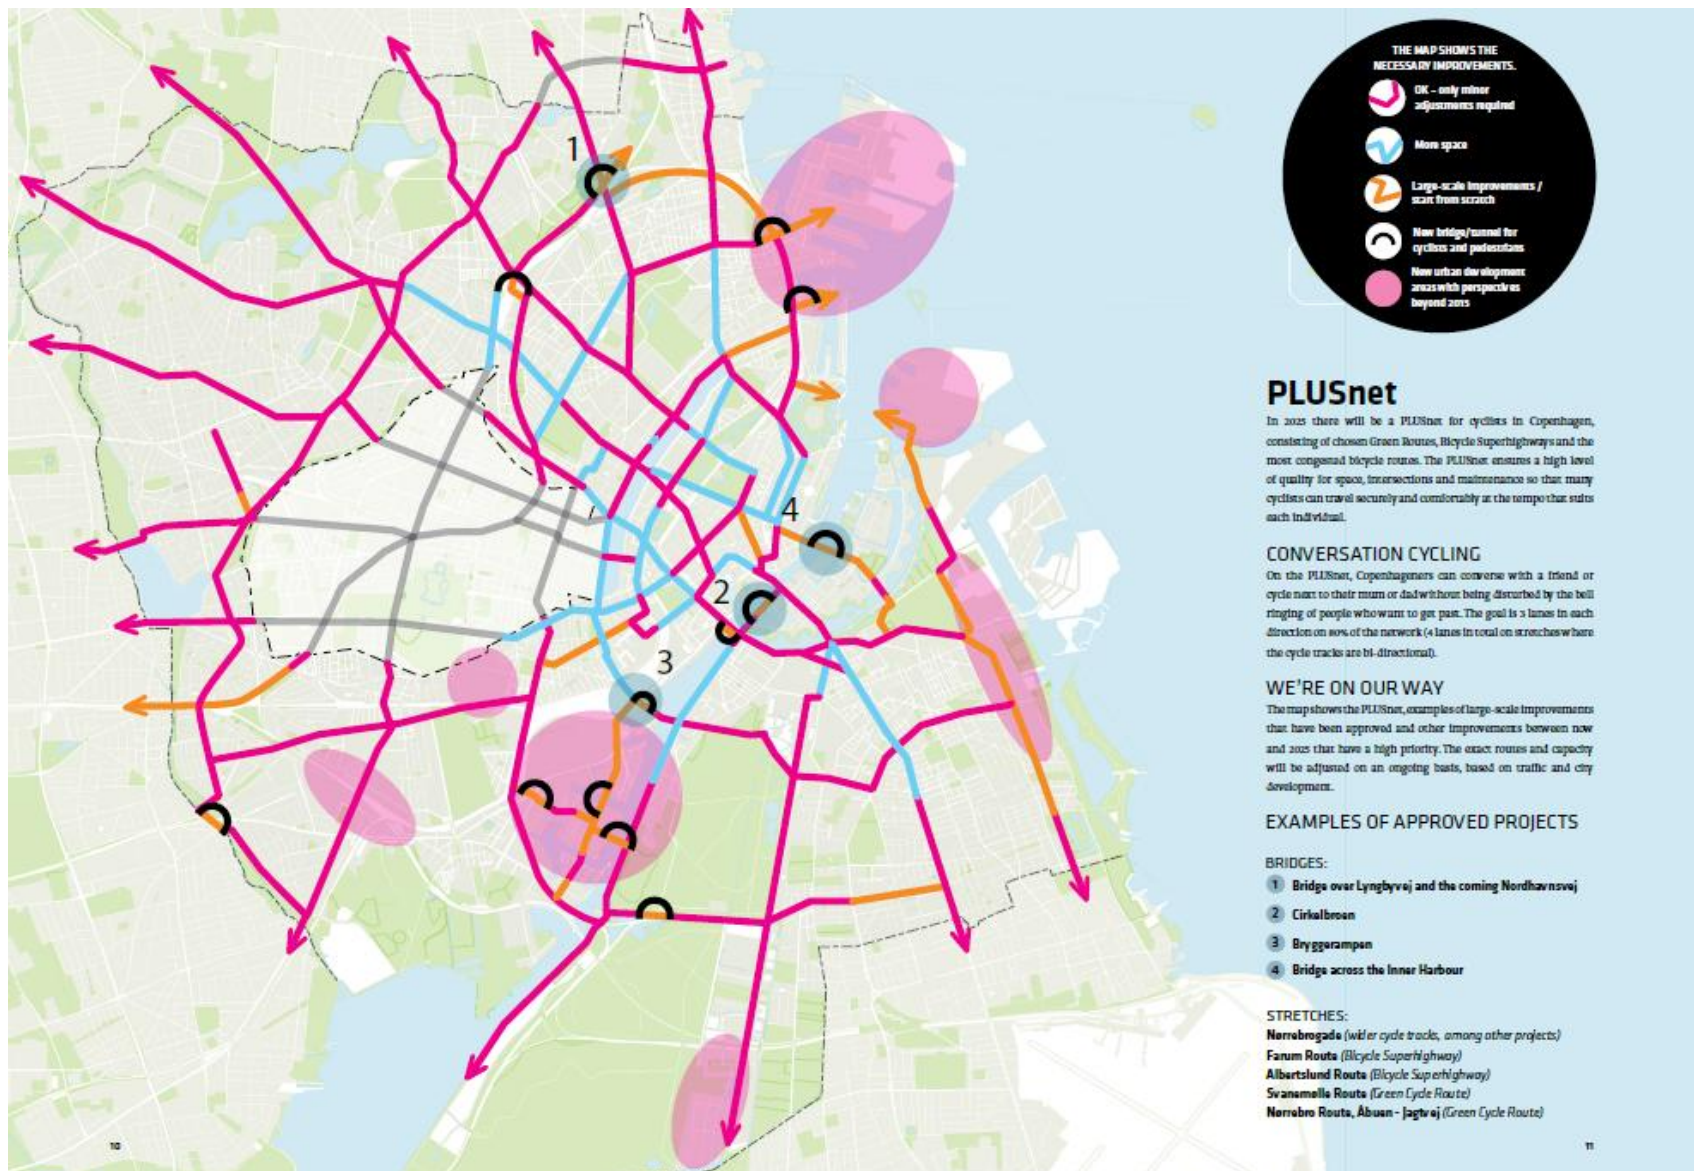 1
2
3
4
THE MAP SHOWS THE
NECESSARY IMPROVEMENTS.
OK – only minor
adjustments required
More space
Large-scale improvements /
start from scratch
New bridge/tunnel for
cyclists and pedestrians
New urban development
areas with perspectives
beyond 2015
PLUSnet
In 2025 there will be a PLUSnet for cyclists in Copenhagen,
consisting of chosen Green Routes, Bicycle Superhighways and the
most congested bicycle routes. The PLUSnet ensures a high level
of quality for space, intersections and maintenance so that many
cyclists can travel securely and comfortably at the tempo that suits
each individual.
CONVERSATION CYCLING
On the PLUSnet, Copenhageners can converse with a friend or
cycle next to their mum or dad without being disturbed by the bell
ringing of people who want to get past. The goal is 3 lanes in each
direction on 80% of the network (4 lanes in total on stretches where
the cycle tracks are bi-directional).
WE'RE ON OUR WAY
The map shows the PLUSnet, examples of large-scale improvements
that have been approved and other improvements between now
and 2025 that have a high priority. The exact routes and capacity
will be adjusted on an ongoing basis, based on traffic and city
development.
EXAMPLES OF APPROVED PROJECTS
BRIDGES:
1 Bridge over Lyngbyvej and the coming Nordhavnsvej
2 Cirkelbroen
3 Bryggerampen
4 Bridge across the Inner Harbour
STRETCHES:
Nørrebrogade (wider cycle tracks, among other projects)
Farum Route (Bicycle Superhighway)
Albertslund Route (Bicycle Superhighway)
Svanemølle Route (Green Cycle Route)
Nørrebro Route, Åbuen - Jagtvej (Green Cycle Route)
10
11